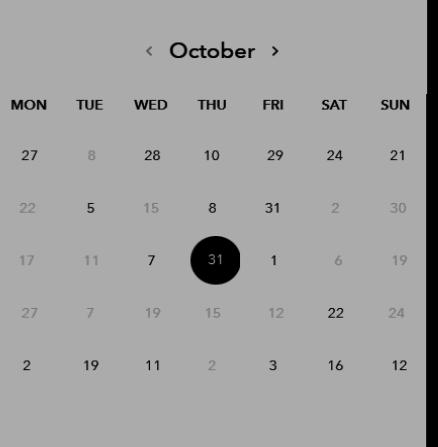 ‹ October ›
MON TUE WED THU FRI SAT SUN
27 8 28 10 29 24 21
22 5 15 8 31 2 30
17 11 7 31 1 6 19
27 7 19 15 12 22 24
2 19 11 2 3 16 12